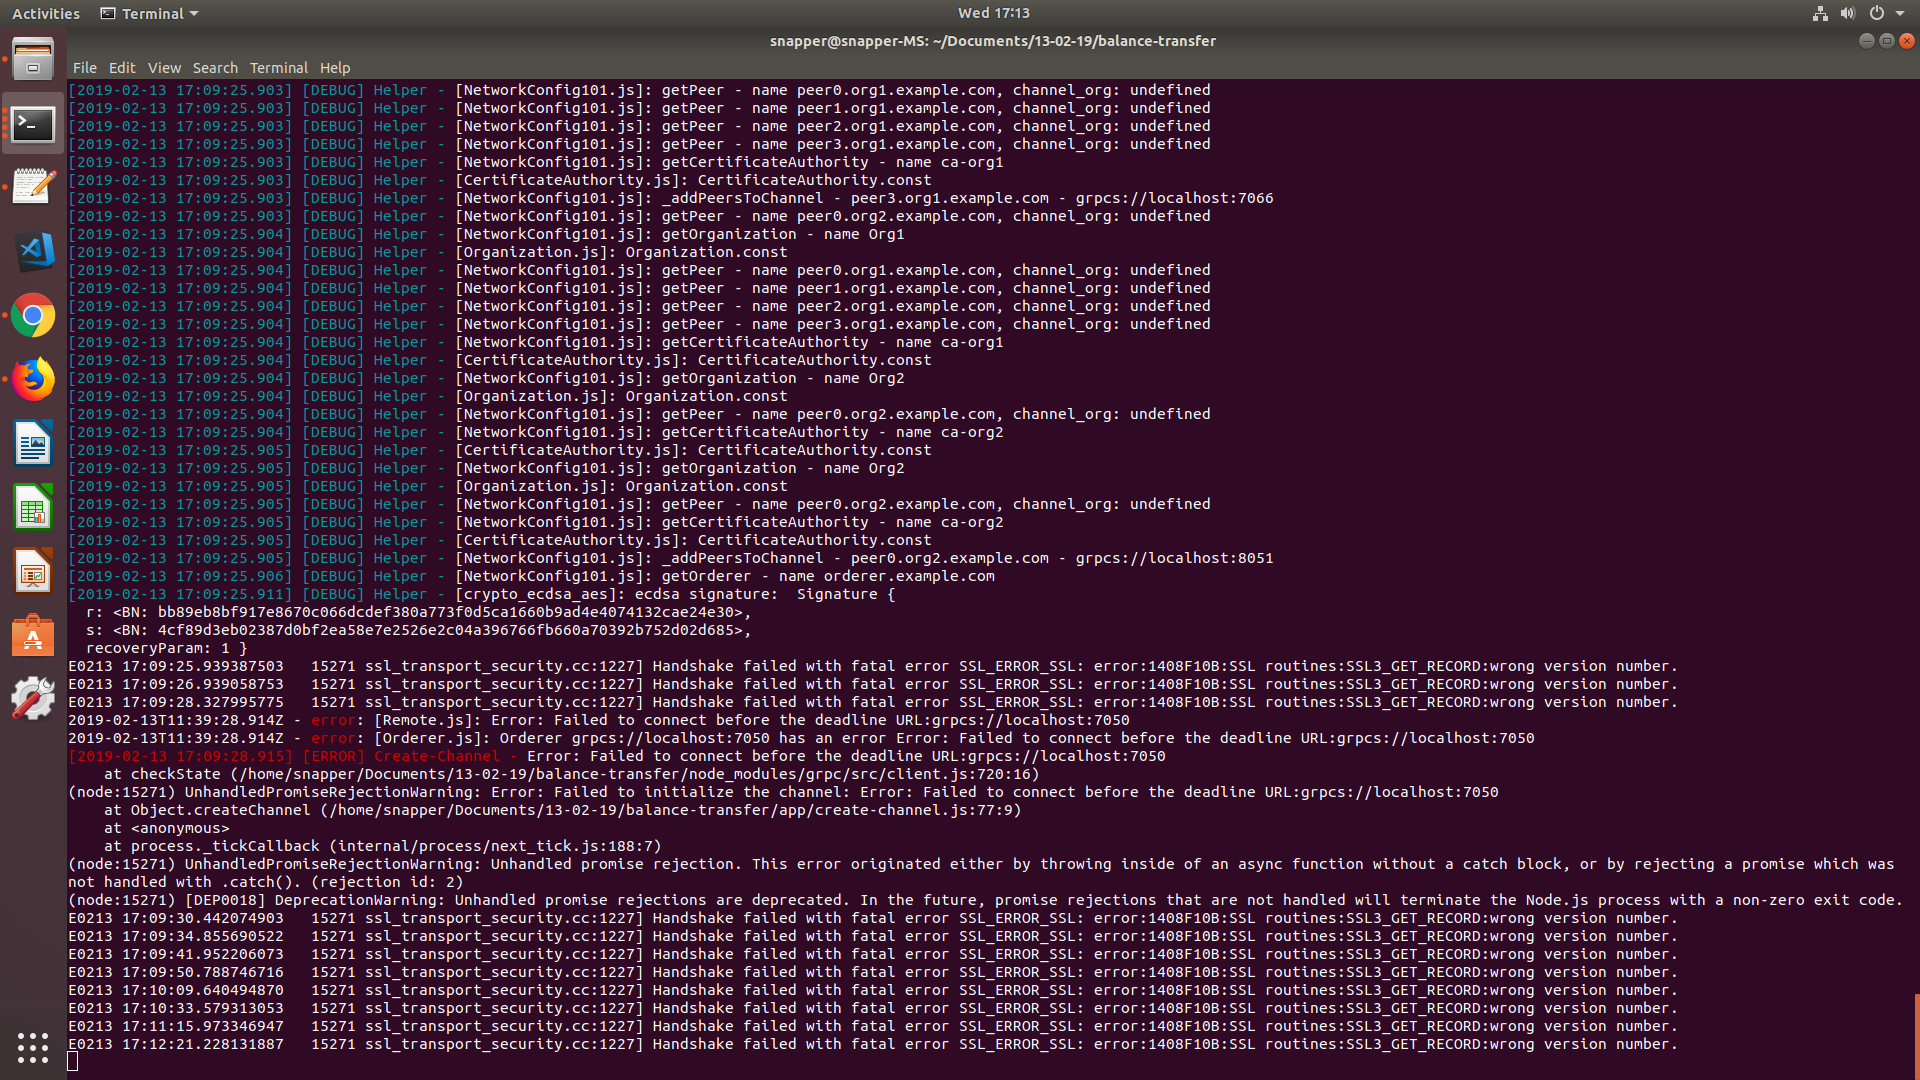 Activities Terminal Wed 17:13
snapper@snapper-MS: ~/Documents/13-02-19/balance-transfer
File Edit View Search Terminal Help
[2019-02-13 17:09:25.903] [DEBUG] Helper - [NetworkConfig101.js]: getPeer - name peer0.org1.example.com, channel_org: undefined
[2019-02-13 17:09:25.903] [DEBUG] Helper - [NetworkConfig101.js]: getPeer - name peer1.org1.example.com, channel_org: undefined
[2019-02-13 17:09:25.903] [DEBUG] Helper - [NetworkConfig101.js]: getPeer - name peer2.org1.example.com, channel_org: undefined
[2019-02-13 17:09:25.903] [DEBUG] Helper - [NetworkConfig101.js]: getPeer - name peer3.org1.example.com, channel_org: undefined
[2019-02-13 17:09:25.903] [DEBUG] Helper - [NetworkConfig101.js]: getCertificateAuthority - name ca-org1
[2019-02-13 17:09:25.903] [DEBUG] Helper - [CertificateAuthority.js]: CertificateAuthority.const
[2019-02-13 17:09:25.903] [DEBUG] Helper - [NetworkConfig101.js]: _addPeersToChannel - peer3.org1.example.com - grpcs://localhost:7066
[2019-02-13 17:09:25.903] [DEBUG] Helper - [NetworkConfig101.js]: getPeer - name peer0.org2.example.com, channel_org: undefined
[2019-02-13 17:09:25.904] [DEBUG] Helper - [NetworkConfig101.js]: getOrganization - name Org1
[2019-02-13 17:09:25.904] [DEBUG] Helper - [Organization.js]: Organization.const
[2019-02-13 17:09:25.904] [DEBUG] Helper - [NetworkConfig101.js]: getPeer - name peer0.org1.example.com, channel_org: undefined
[2019-02-13 17:09:25.904] [DEBUG] Helper - [NetworkConfig101.js]: getPeer - name peer1.org1.example.com, channel_org: undefined
[2019-02-13 17:09:25.904] [DEBUG] Helper - [NetworkConfig101.js]: getPeer - name peer2.org1.example.com, channel_org: undefined
[2019-02-13 17:09:25.904] [DEBUG] Helper - [NetworkConfig101.js]: getPeer - name peer3.org1.example.com, channel_org: undefined
[2019-02-13 17:09:25.904] [DEBUG] Helper - [NetworkConfig101.js]: getCertificateAuthority - name ca-org1
[2019-02-13 17:09:25.904] [DEBUG] Helper - [CertificateAuthority.js]: CertificateAuthority.const
[2019-02-13 17:09:25.904] [DEBUG] Helper - [NetworkConfig101.js]: getOrganization - name Org2
[2019-02-13 17:09:25.904] [DEBUG] Helper - [Organization.js]: Organization.const
[2019-02-13 17:09:25.904] [DEBUG] Helper - [NetworkConfig101.js]: getPeer - name peer0.org2.example.com, channel_org: undefined
[2019-02-13 17:09:25.904] [DEBUG] Helper - [NetworkConfig101.js]: getCertificateAuthority - name ca-org2
[2019-02-13 17:09:25.905] [DEBUG] Helper - [CertificateAuthority.js]: CertificateAuthority.const
[2019-02-13 17:09:25.905] [DEBUG] Helper - [NetworkConfig101.js]: getOrganization - name Org2
[2019-02-13 17:09:25.905] [DEBUG] Helper - [Organization.js]: Organization.const
[2019-02-13 17:09:25.905] [DEBUG] Helper - [NetworkConfig101.js]: getPeer - name peer0.org2.example.com, channel_org: undefined
[2019-02-13 17:09:25.905] [DEBUG] Helper - [NetworkConfig101.js]: getCertificateAuthority - name ca-org2
[2019-02-13 17:09:25.905] [DEBUG] Helper - [CertificateAuthority.js]: CertificateAuthority.const
[2019-02-13 17:09:25.905] [DEBUG] Helper - [NetworkConfig101.js]: _addPeersToChannel - peer0.org2.example.com - grpcs://localhost:8051
[2019-02-13 17:09:25.906] [DEBUG] Helper - [NetworkConfig101.js]: getOrderer - name orderer.example.com
[2019-02-13 17:09:25.911] [DEBUG] Helper - [crypto_ecdsa_aes]: ecdsa signature:  Signature {
r: <BN: bb89eb8bf917e8670c066dcdef380a773f0d5ca1660b9ad4e4074132cae24e30>,
s: <BN: 4cf89d3eb02387d0bf2ea58e7e2526e2c04a396766fb660a70392b752d02d685>,
recoveryParam: 1 }
E0213 17:09:25.939387503   15271 ssl_transport_security.cc:1227] Handshake failed with fatal error SSL_ERROR_SSL: error:1408F10B:SSL routines:SSL3_GET_RECORD:wrong version number.
E0213 17:09:26.939058753   15271 ssl_transport_security.cc:1227] Handshake failed with fatal error SSL_ERROR_SSL: error:1408F10B:SSL routines:SSL3_GET_RECORD:wrong version number.
E0213 17:09:28.327995775   15271 ssl_transport_security.cc:1227] Handshake failed with fatal error SSL_ERROR_SSL: error:1408F10B:SSL routines:SSL3_GET_RECORD:wrong version number.
2019-02-13T11:39:28.914Z - error: [Remote.js]: Error: Failed to connect before the deadline URL:grpcs://localhost:7050
2019-02-13T11:39:28.914Z - error: [Orderer.js]: Orderer grpcs://localhost:7050 has an error Error: Failed to connect before the deadline URL:grpcs://localhost:7050
[2019-02-13 17:09:28.915] [ERROR] Create-Channel - Error: Failed to connect before the deadline URL:grpcs://localhost:7050
at checkState (/home/snapper/Documents/13-02-19/balance-transfer/node_modules/grpc/src/client.js:720:16)
(node:15271) UnhandledPromiseRejectionWarning: Error: Failed to initialize the channel: Error: Failed to connect before the deadline URL:grpcs://localhost:7050
at Object.createChannel (/home/snapper/Documents/13-02-19/balance-transfer/app/create-channel.js:77:9)
at <anonymous>
at process._tickCallback (internal/process/next_tick.js:188:7)
(node:15271) UnhandledPromiseRejectionWarning: Unhandled promise rejection. This error originated either by throwing inside of an async function without a catch block, or by rejecting a promise which was
not handled with .catch(). (rejection id: 2)
(node:15271) [DEP0018] DeprecationWarning: Unhandled promise rejections are deprecated. In the future, promise rejections that are not handled will terminate the Node.js process with a non-zero exit code.
E0213 17:09:30.442074903   15271 ssl_transport_security.cc:1227] Handshake failed with fatal error SSL_ERROR_SSL: error:1408F10B:SSL routines:SSL3_GET_RECORD:wrong version number.
E0213 17:09:34.855690522   15271 ssl_transport_security.cc:1227] Handshake failed with fatal error SSL_ERROR_SSL: error:1408F10B:SSL routines:SSL3_GET_RECORD:wrong version number.
E0213 17:09:41.952206073   15271 ssl_transport_security.cc:1227] Handshake failed with fatal error SSL_ERROR_SSL: error:1408F10B:SSL routines:SSL3_GET_RECORD:wrong version number.
E0213 17:09:50.788746716   15271 ssl_transport_security.cc:1227] Handshake failed with fatal error SSL_ERROR_SSL: error:1408F10B:SSL routines:SSL3_GET_RECORD:wrong version number.
E0213 17:10:09.640494870   15271 ssl_transport_security.cc:1227] Handshake failed with fatal error SSL_ERROR_SSL: error:1408F10B:SSL routines:SSL3_GET_RECORD:wrong version number.
E0213 17:10:33.579313053   15271 ssl_transport_security.cc:1227] Handshake failed with fatal error SSL_ERROR_SSL: error:1408F10B:SSL routines:SSL3_GET_RECORD:wrong version number.
E0213 17:11:15.973346947   15271 ssl_transport_security.cc:1227] Handshake failed with fatal error SSL_ERROR_SSL: error:1408F10B:SSL routines:SSL3_GET_RECORD:wrong version number.
E0213 17:12:21.228131887   15271 ssl_transport_security.cc:1227] Handshake failed with fatal error SSL_ERROR_SSL: error:1408F10B:SSL routines:SSL3_GET_RECORD:wrong version number.